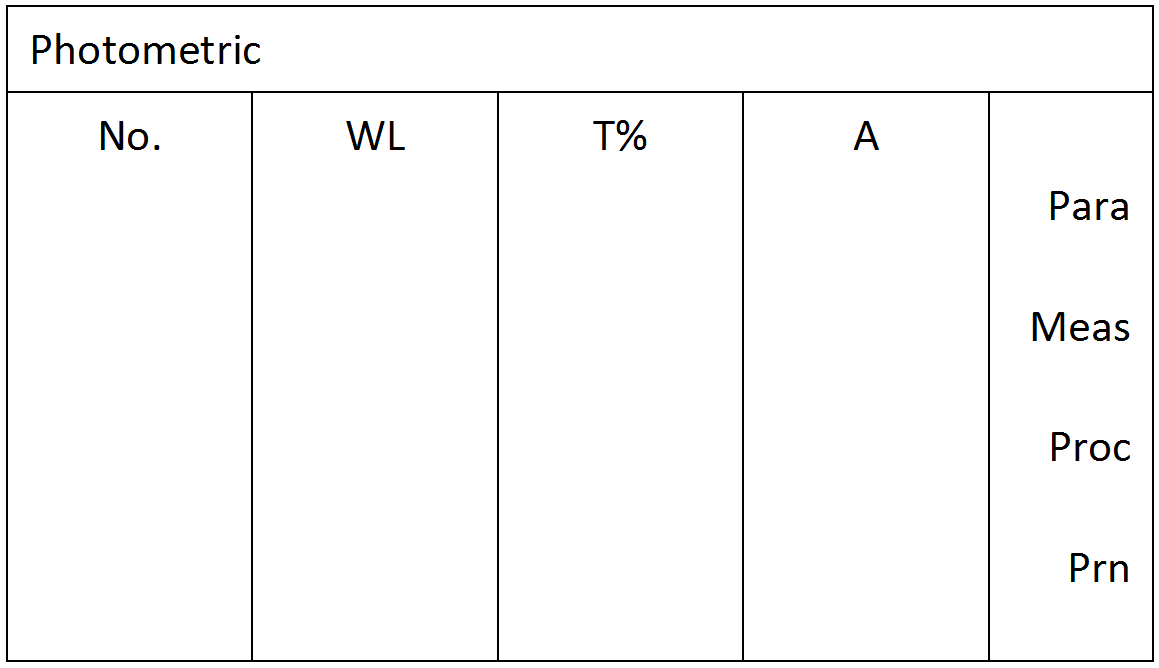 Photometric
No. WL T% A
Para
Meas
Proc
Prn